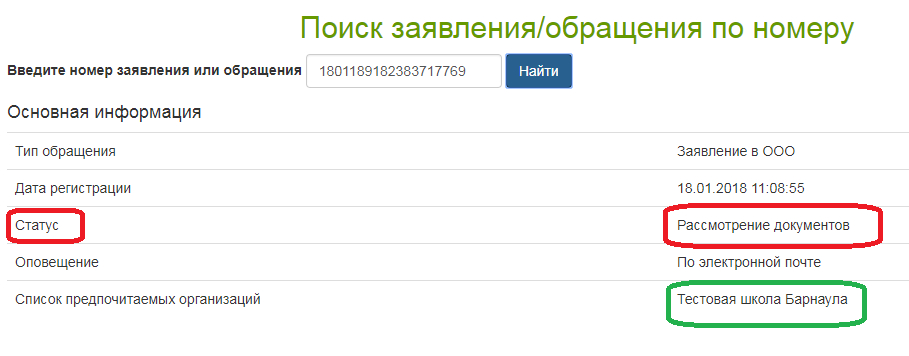 Поиск заявления/обращения по номеру
Введите номер заявления или обращения 1801189182383717769 Найти
Основная информация
Тип обращения Заявление в ООО
Дата регистрации 18.01.2018 11:08:55
Статус Рассмотрение документов
Оповещение По электронной почте
Список предпочитаемых организаций Тестовая школа Барнаула